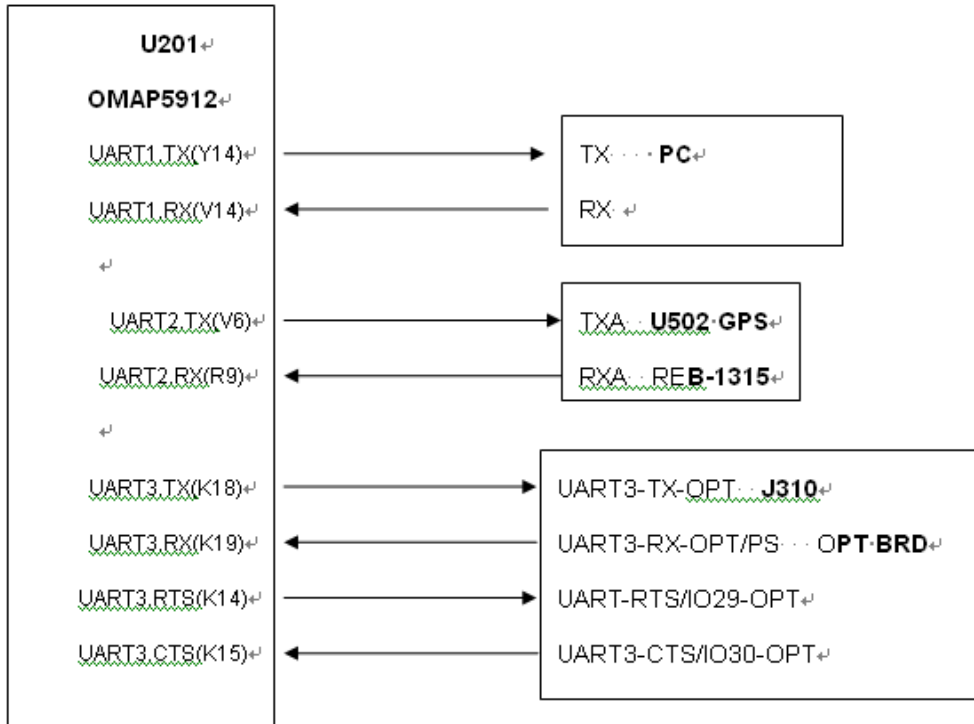 U201
OMAP5912
UART1.TX(Y14)
UART1.RX(V14)
UART2.TX(V6)
UART2.RX(R9)
UART3.TX(K18)
UART3.RX(K19)
UART3.RTS(K14)
UART3.CTS(K15)
TX PC
RX
TXA U502 GPS
RXA REB-1315
UART3-TX-OPT J310
UART3-RX-OPT/PS OPT BRD
UART-RTS/IO29-OPT
UART3-CTS/IO30-OPT